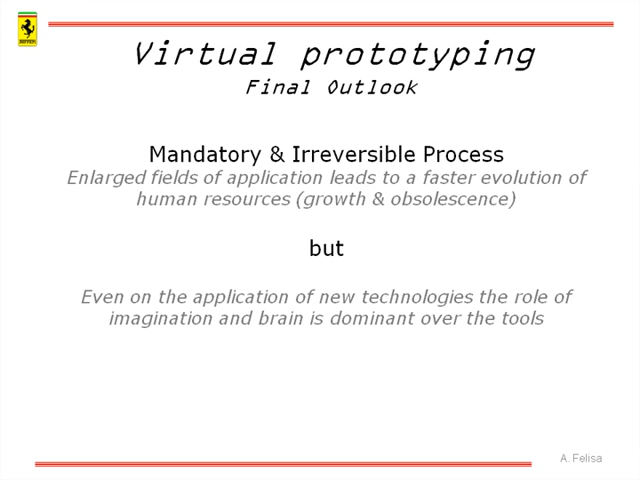 Virtual prototyping
Final Outlook
Mandatory & Irreversible Process
Enlarged fields of application leads to a faster evolution of
human resources (growth & obsolescence)
but
Even on the application of new technologies the role of
imagination and brain is dominant over the tools
A. Felisa